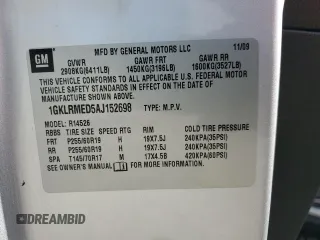 GM
MFD BY GENERAL MOTORS LLC
11/09
GVWR GAWR FRT GAWR RR
2908KG(6411LB) 1450KG(3196LB) 1600KG(3527LB)
THIS VEHICLE CONFORMS TO ALL APPLICABLE U.S. FEDERAL MOTOR
VEHICLE SAFETY AND THEFT PREVENTION STANDARDS IN
EFFECT ON THE DATE OF MANUFACTURE SHOWN ABOVE.
1GKLRMED5AJ152698 TYPE: M.P.V.
MODEL: R14526
RBBS TIRE SIZE SPEED RTG RIM COLD TIRE PRESSURE
FRT P255/60R19 H 19X7.5J 240KPA(35PSI)
RR P255/60R19 H 19X7.5J 240KPA(35PSI)
SPA T145/70R17 M 17X4.5B 420KPA(60PSI)
SEE OWNER'S MANUAL
DREAMBID